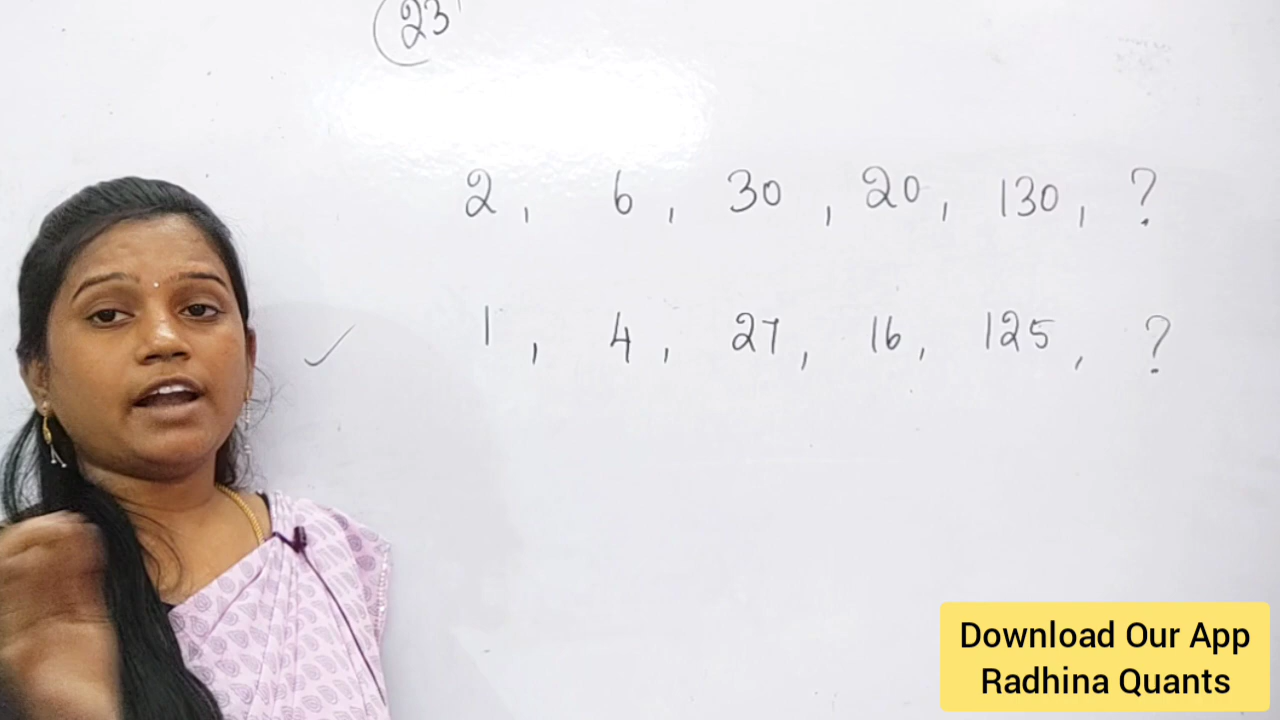 23
2, 6, 30, 20, 130, ?
1, 4, 27, 16, 125, ?
Download Our App
Radhina Quants